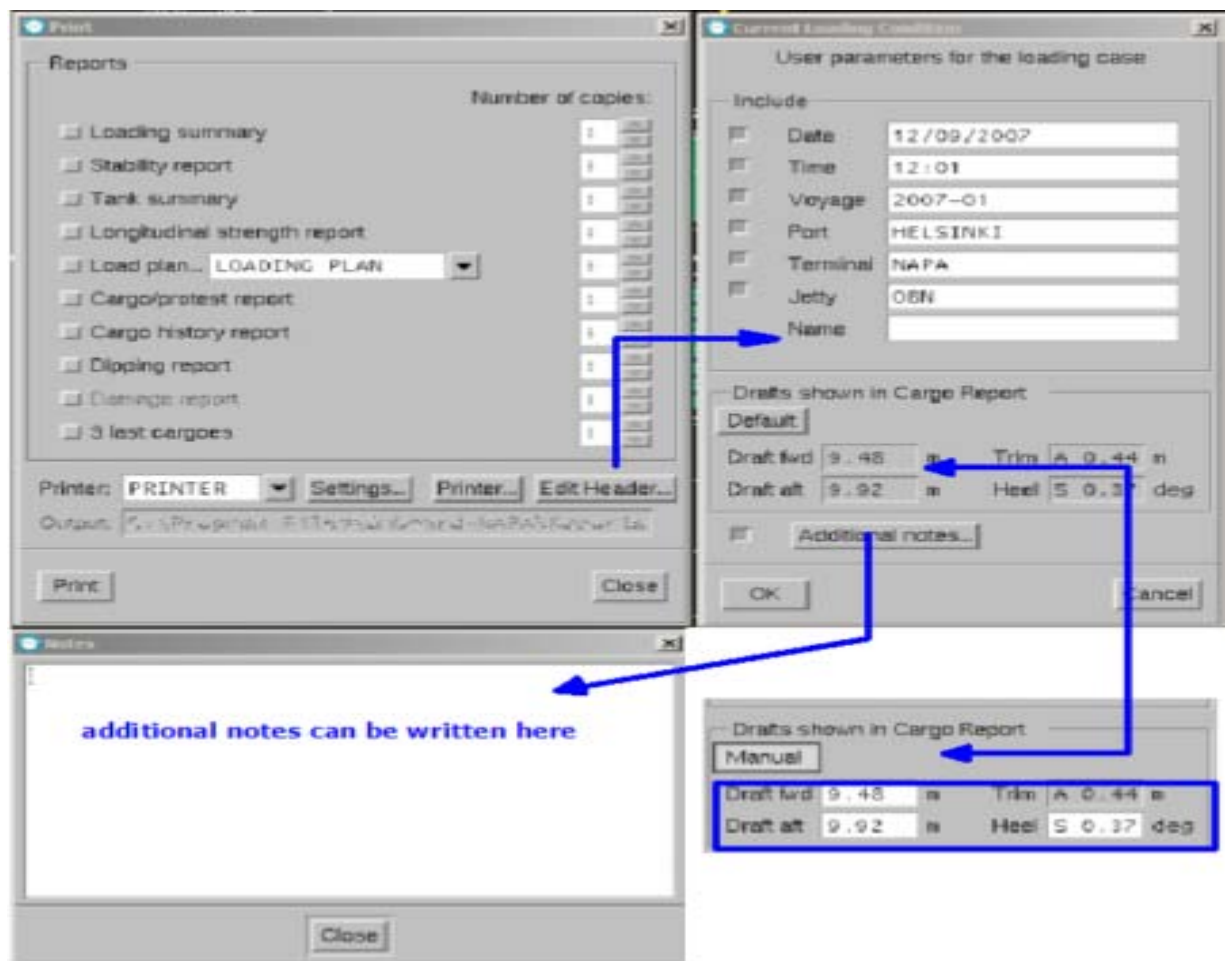 Print
Reports
Number of copies:
Loading summary
Stability report
Tank summary
Longitudinal strength report
Load plan... LOADING PLAN
Cargo/protest report
Cargo history report
Dipping report
Damage report
3 last cargoes
Printer: PRINTER Settings... Printer... Edit Header...
Output:
Print Close
Current Loading Condition
User parameters for the loading case
Include
Date 12/09/2007
Time 12:01
Voyage 2007-01
Port HELSINKI
Terminal NAPA
Jetty
Name
Drafts shown in Cargo Report
Default
Draft fwd 9.48 m Trim A 0.44 m
Draft aft 9.92 m Heel S 0.37 deg
Additional notes...
OK Cancel
Notes
additional notes can be written here
Close
Drafts shown in Cargo Report
Manual
Draft fwd 9.48 m Trim A 0.44 m
Draft aft 9.92 m Heel S 0.37 deg